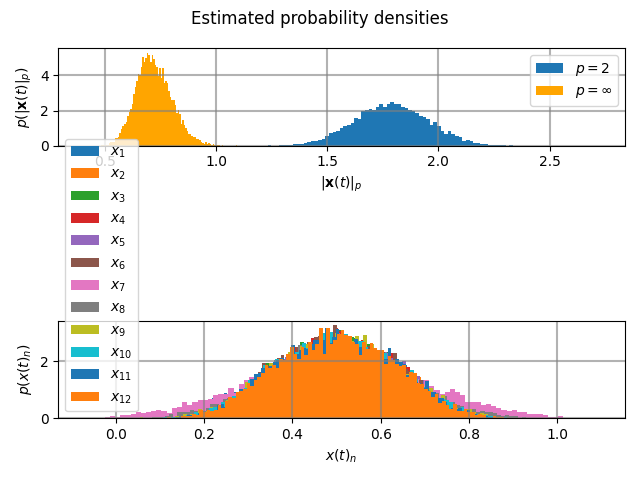 Estimated probability densities
p(|x(t)|_p)
4
2
0
p = 2
p = ∞
0.5 1.0 1.5 2.0 2.5
|x(t)|_p
x_1
x_2
x_3
x_4
x_5
x_6
x_7
x_8
x_9
x_10
x_11
x_12
p(x(t)_n)
2
0
0.0 0.2 0.4 0.6 0.8 1.0
x(t)_n